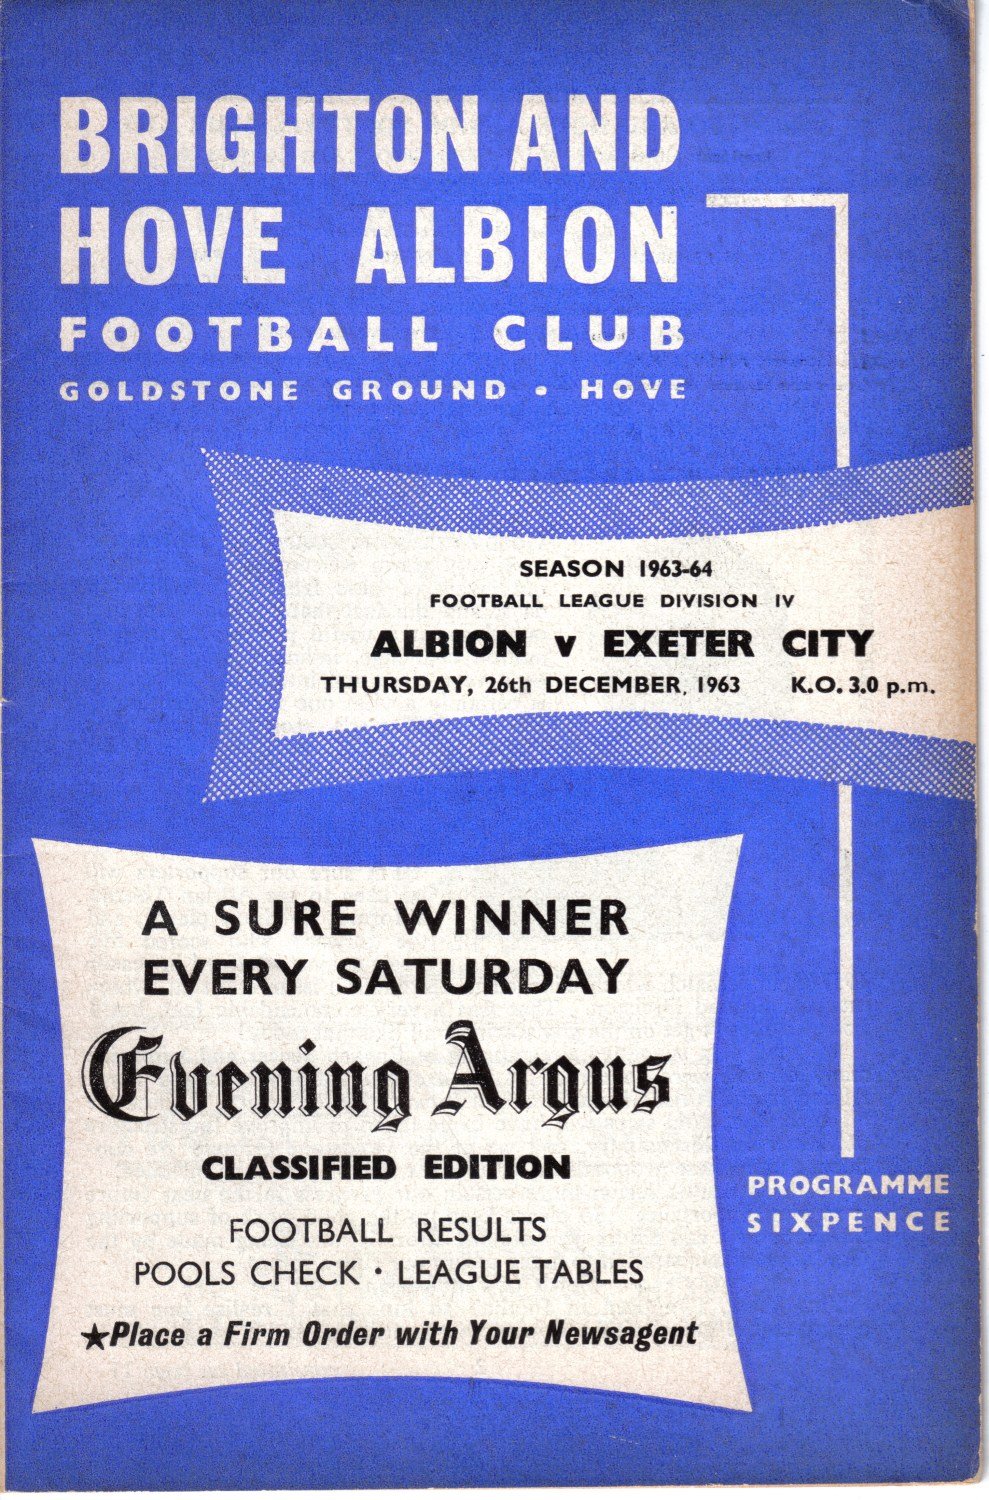 BRIGHTON AND
HOVE ALBION
FOOTBALL CLUB
GOLDSTONE GROUND • HOVE
SEASON 1963-64
FOOTBALL LEAGUE DIVISION IV
ALBION v EXETER CITY
THURSDAY, 26th DECEMBER, 1963 K.O. 3.0 p.m.
A SURE WINNER
EVERY SATURDAY
Evening Argus
CLASSIFIED EDITION
FOOTBALL RESULTS
POOLS CHECK · LEAGUE TABLES
★Place a Firm Order with Your Newsagent
PROGRAMME
SIXPENCE